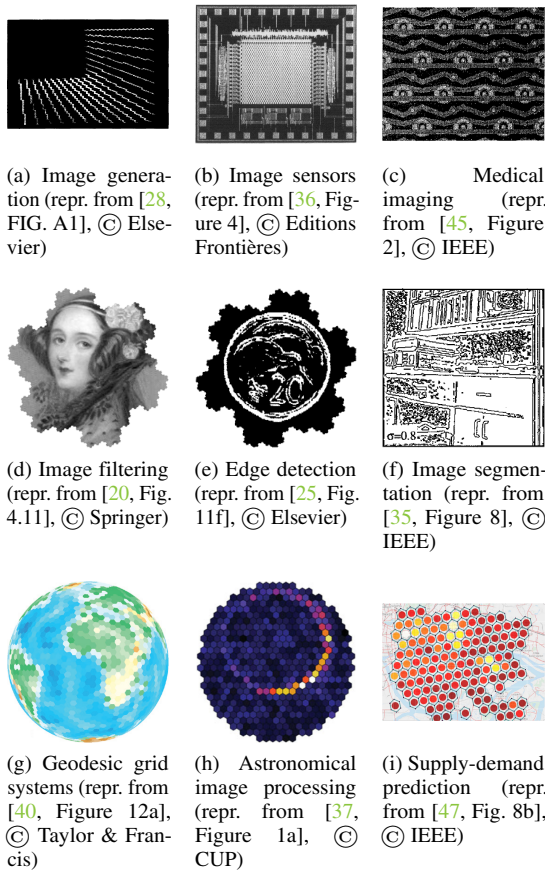 (a) Image genera-
tion (repr. from [28,
FIG. A1], © Else-
vier)
(b) Image sensors
(repr. from [36, Fig-
ure 4], © Editions
Frontières)
(c) Medical
imaging (repr.
from [45, Figure
2], © IEEE)
20
σ=0.8
(d) Image filtering
(repr. from [20, Fig.
4.11], © Springer)
(e) Edge detection
(repr. from [25, Fig.
11f], © Elsevier)
(f) Image segmen-
tation (repr. from
[35, Figure 8], ©
IEEE)
(g) Geodesic grid
systems (repr. from
[40, Figure 12a],
© Taylor & Fran-
cis)
(h) Astronomical
image processing
(repr. from [37,
Figure 1a], ©
CUP)
(i) Supply-demand
prediction (repr.
from [47, Fig. 8b],
© IEEE)